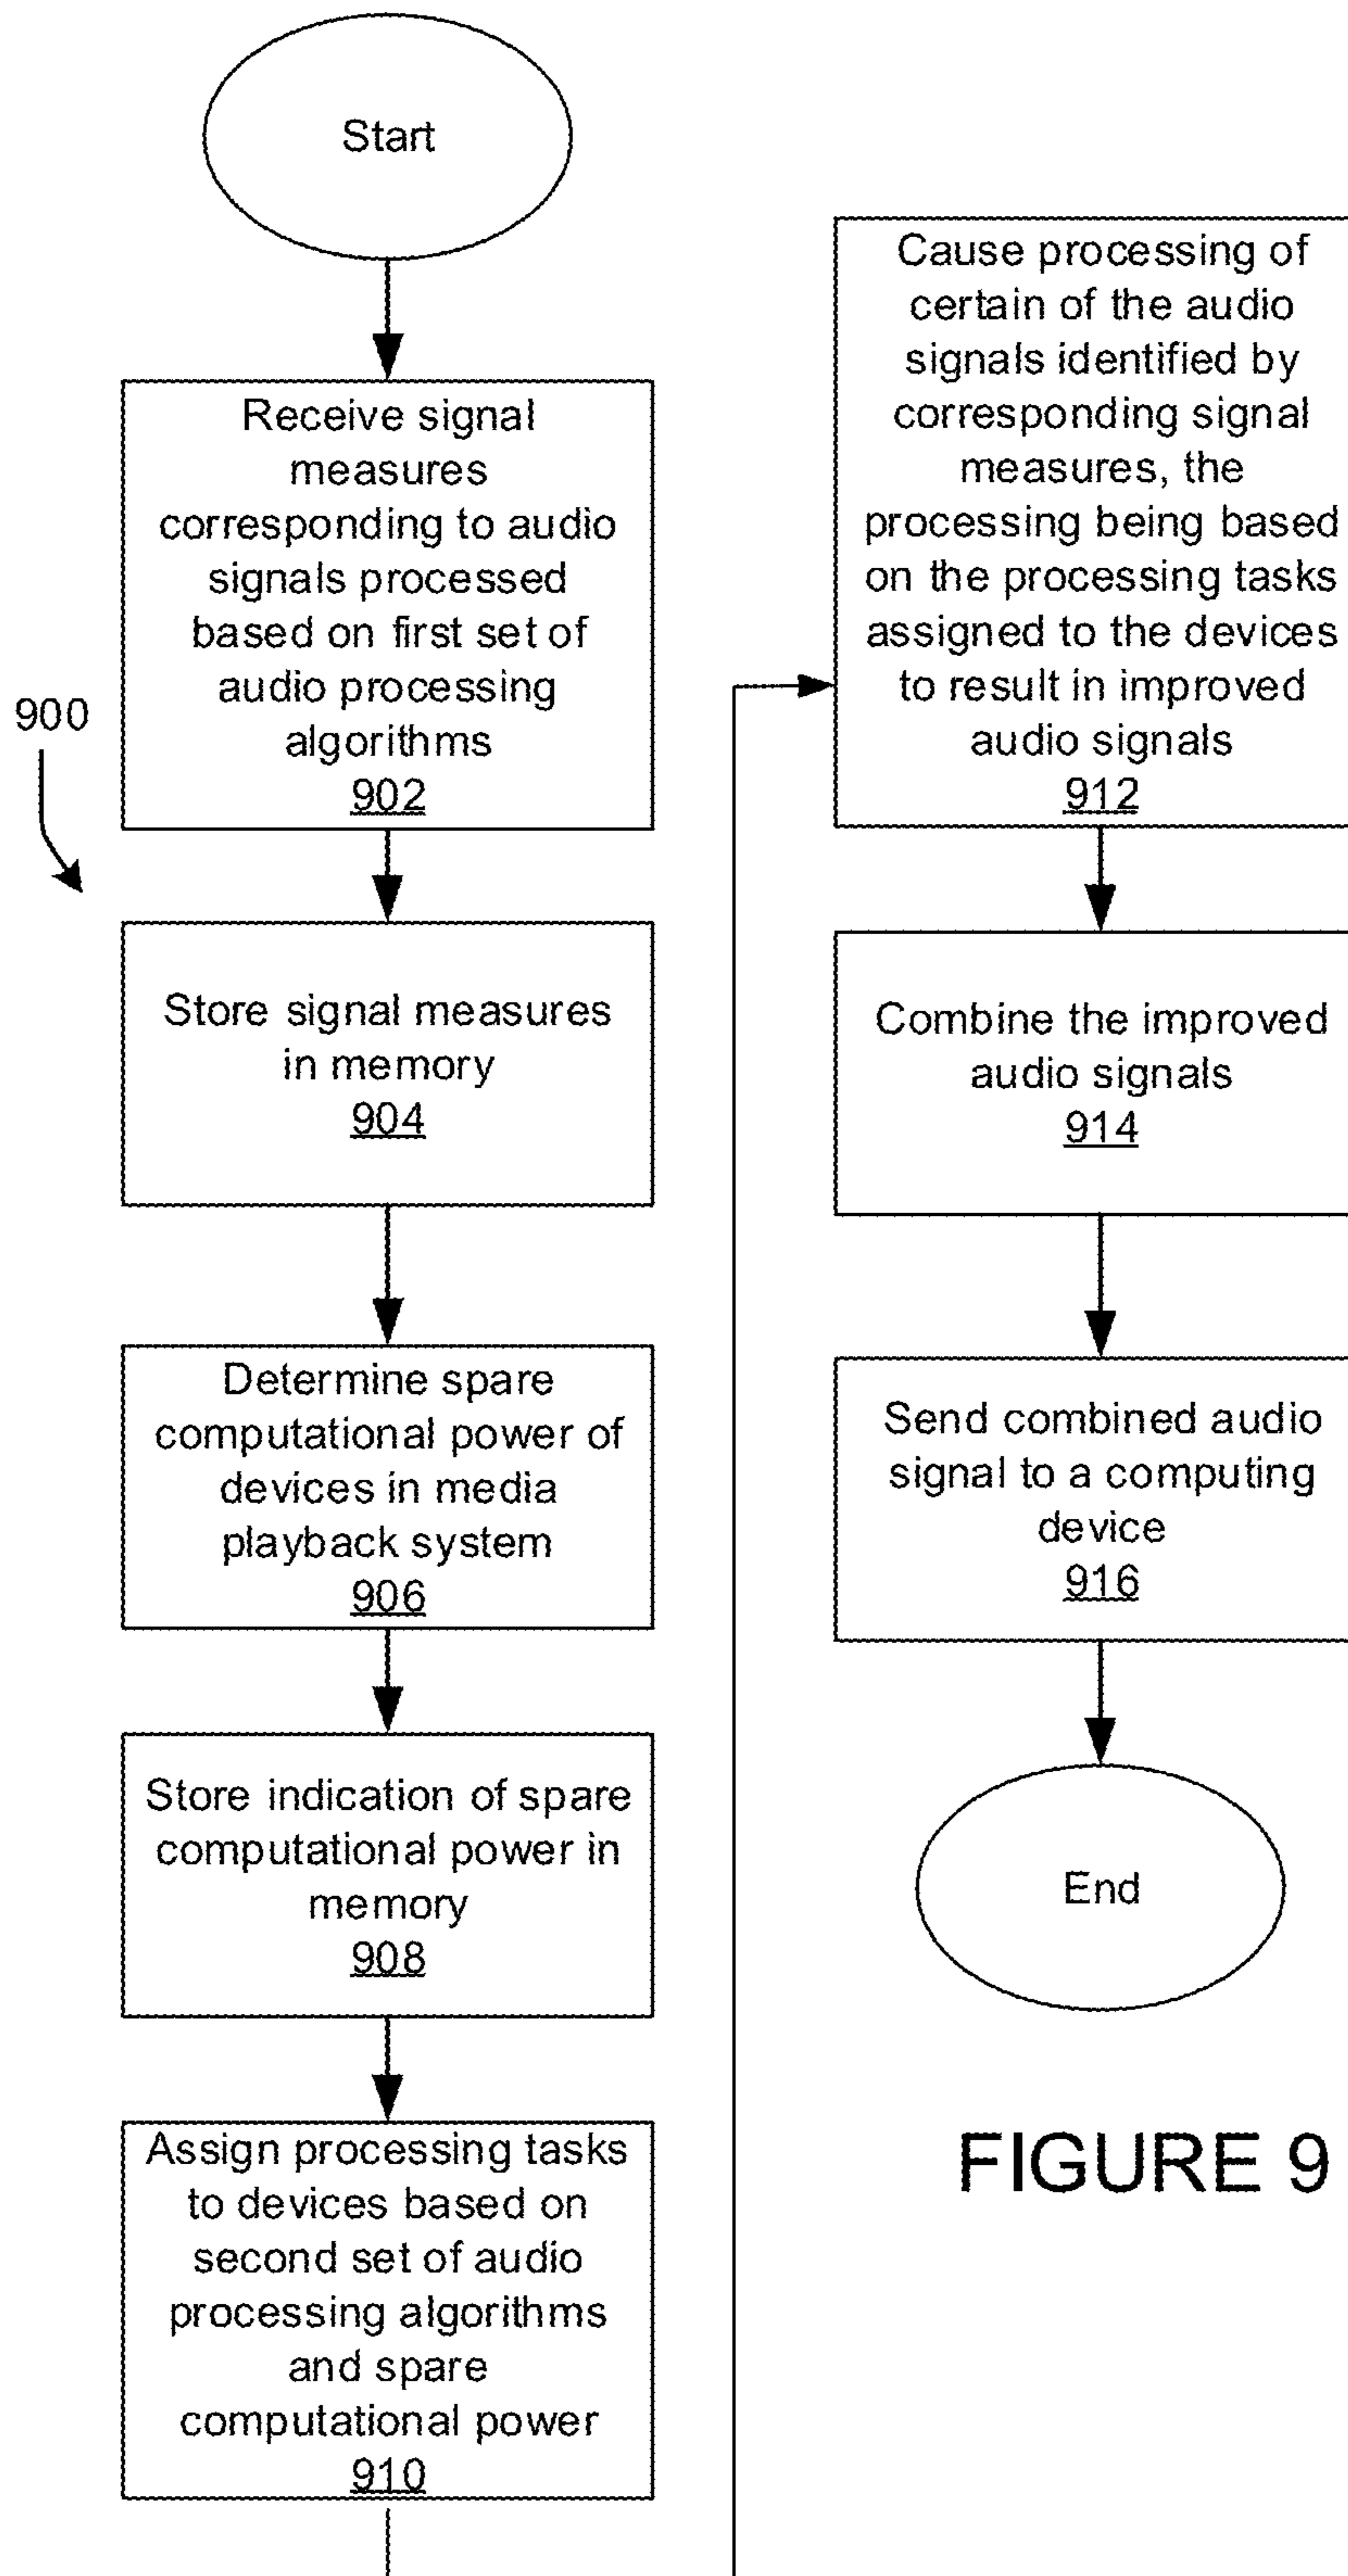 Start
Receive signal
measures
corresponding to audio
signals processed
based on first set of
audio processing
algorithms
902
900
Store signal measures
in memory
904
Determine spare
computational power of
devices in media
playback system
906
Store indication of spare
computational power in
memory
908
Assign processing tasks
to devices based on
second set of audio
processing algorithms
and spare
computational power
910
Cause processing of
certain of the audio
signals identified by
corresponding signal
measures, the
processing being based
on the processing tasks
assigned to the devices
to result in improved
audio signals
912
Combine the improved
audio signals
914
Send combined audio
signal to a computing
device
916
End
FIGURE 9